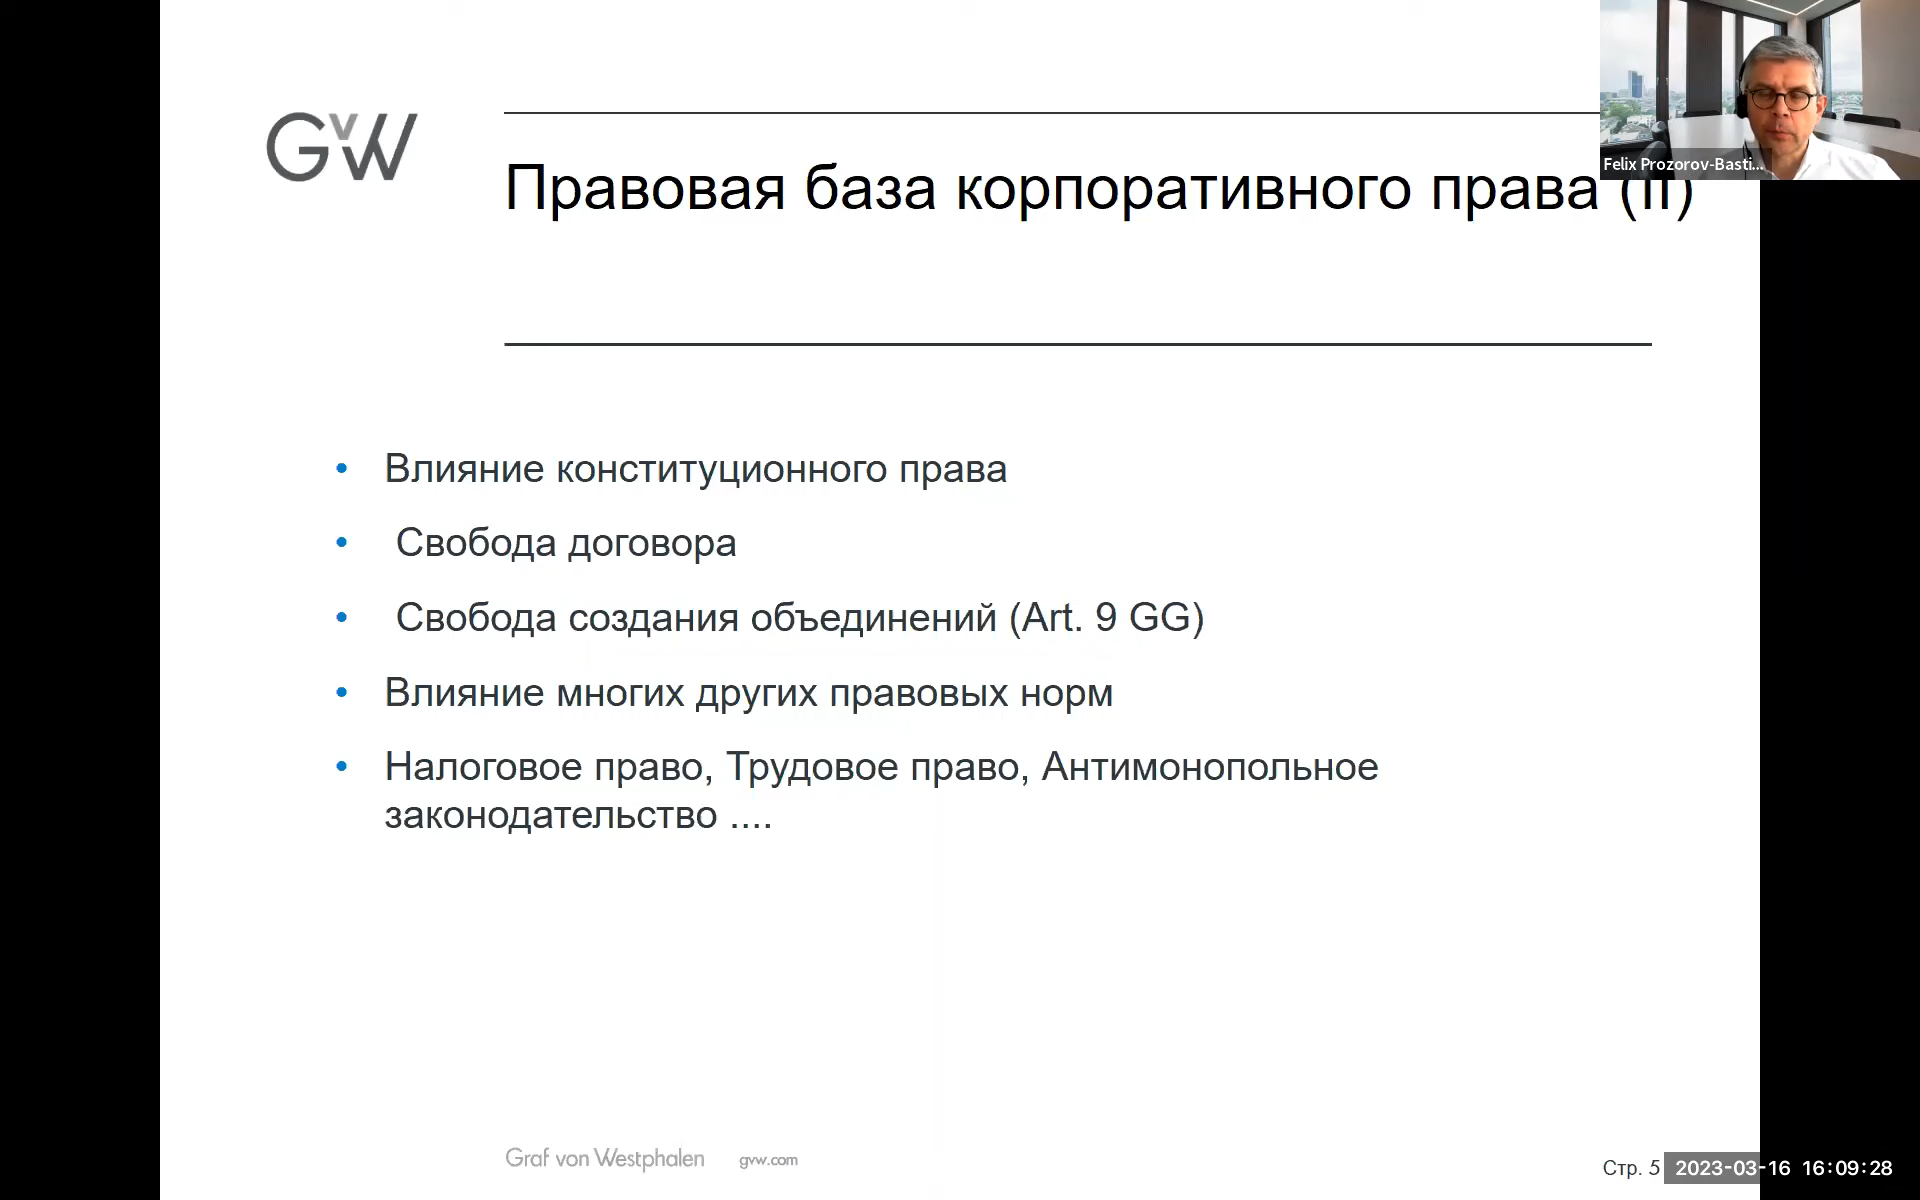 GvW
Felix Prozorov-Basti...
Правовая база корпоративного права (II)
• Влияние конституционного права
• Свобода договора
• Свобода создания объединений (Art. 9 GG)
• Влияние многих других правовых норм
• Налоговое право, Трудовое право, Антимонопольное
законодательство ....
Graf von Westphalen gvw.com
Стр. 5
2023-03-16 16:09:28